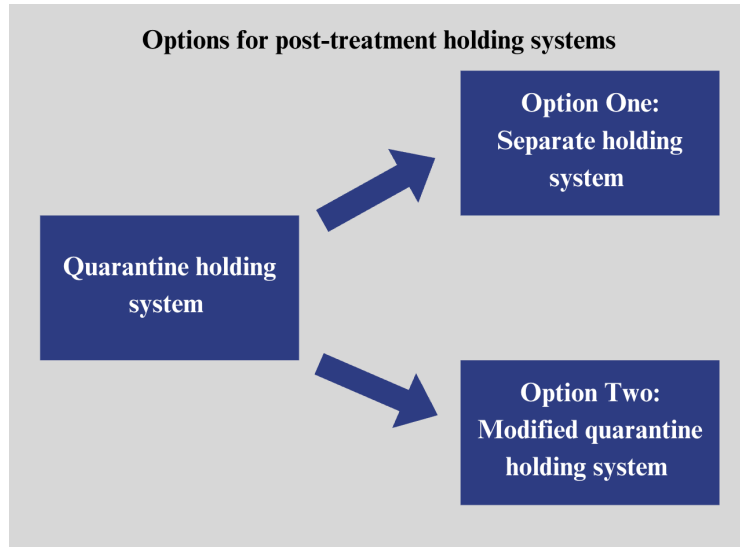 Options for post-treatment holding systems
Option One:
Separate holding
system
Quarantine holding
system
Option Two:
Modified quarantine
holding system